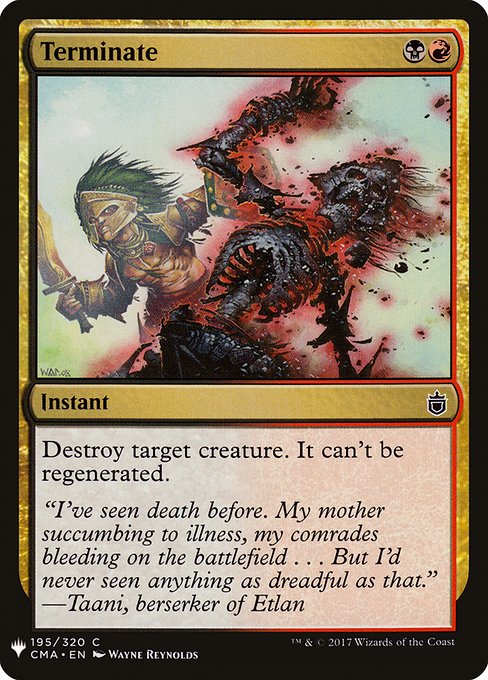 Terminate
WAR.03
Instant
Destroy target creature. It can't be
regenerated.
“I've seen death before. My mother
succumbing to illness, my comrades
bleeding on the battlefield . . . But I'd
never seen anything as dreadful as that.”
—Taani, berserker of Etlan
195/320 C
CMA • EN Wayne Reynolds
™ & © 2017 Wizards of the Coast